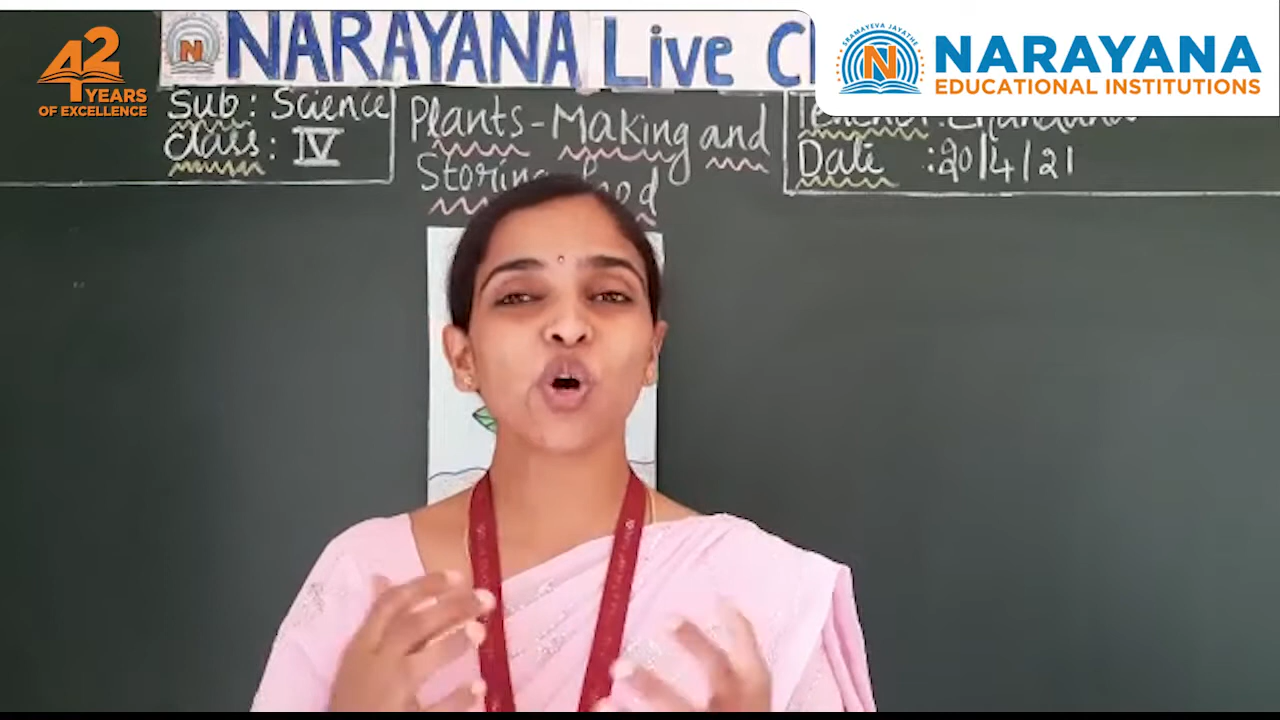 42
YEARS
OF EXCELLENCE
NARAYANA Live
SRAMAYEVA JAYATHE
N
NARAYANA
EDUCATIONAL INSTITUTIONS
Sub : Science
Class : IV
Plants - Making and
Storing
Date : 20/4/21